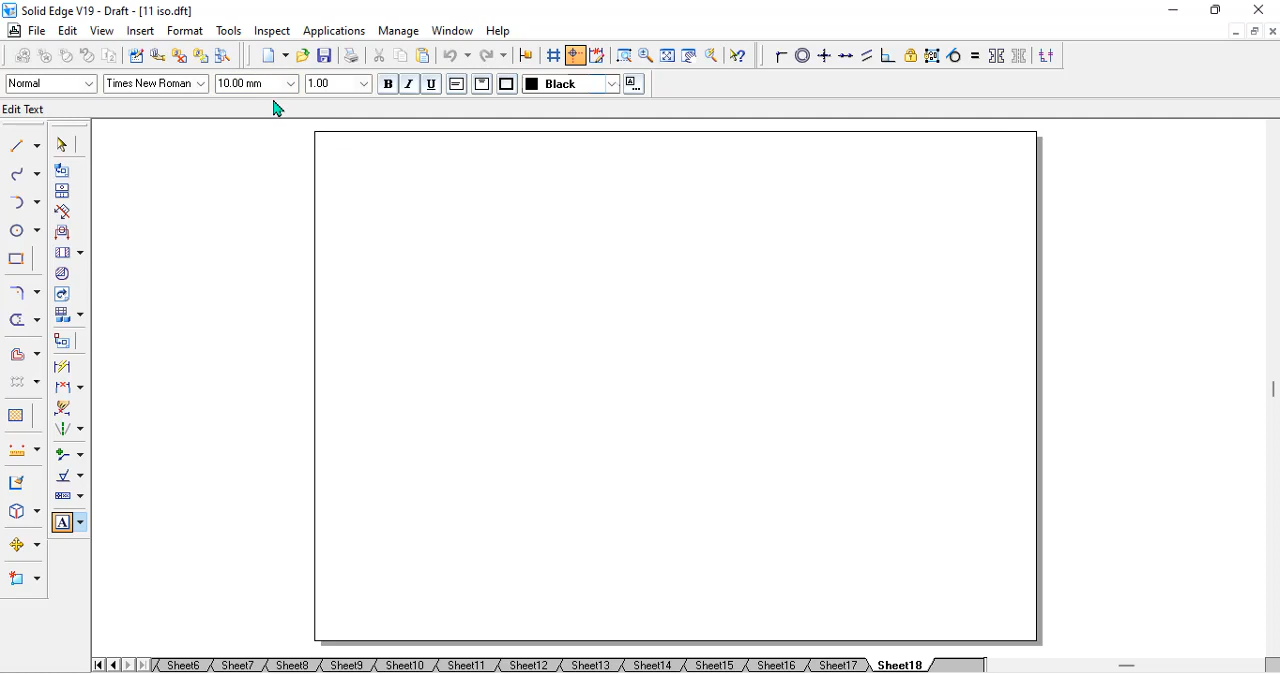 Solid Edge V19 - Draft - [11 iso.dft]
File Edit View Insert Format Tools Inspect Applications Manage Window Help
Normal Times New Roman 10.00 mm 1.00 B I U Black A...
Edit Text
A
Sheet6 Sheet7 Sheet8 Sheet9 Sheet10 Sheet11 Sheet12 Sheet13 Sheet14 Sheet15 Sheet16 Sheet17 Sheet18